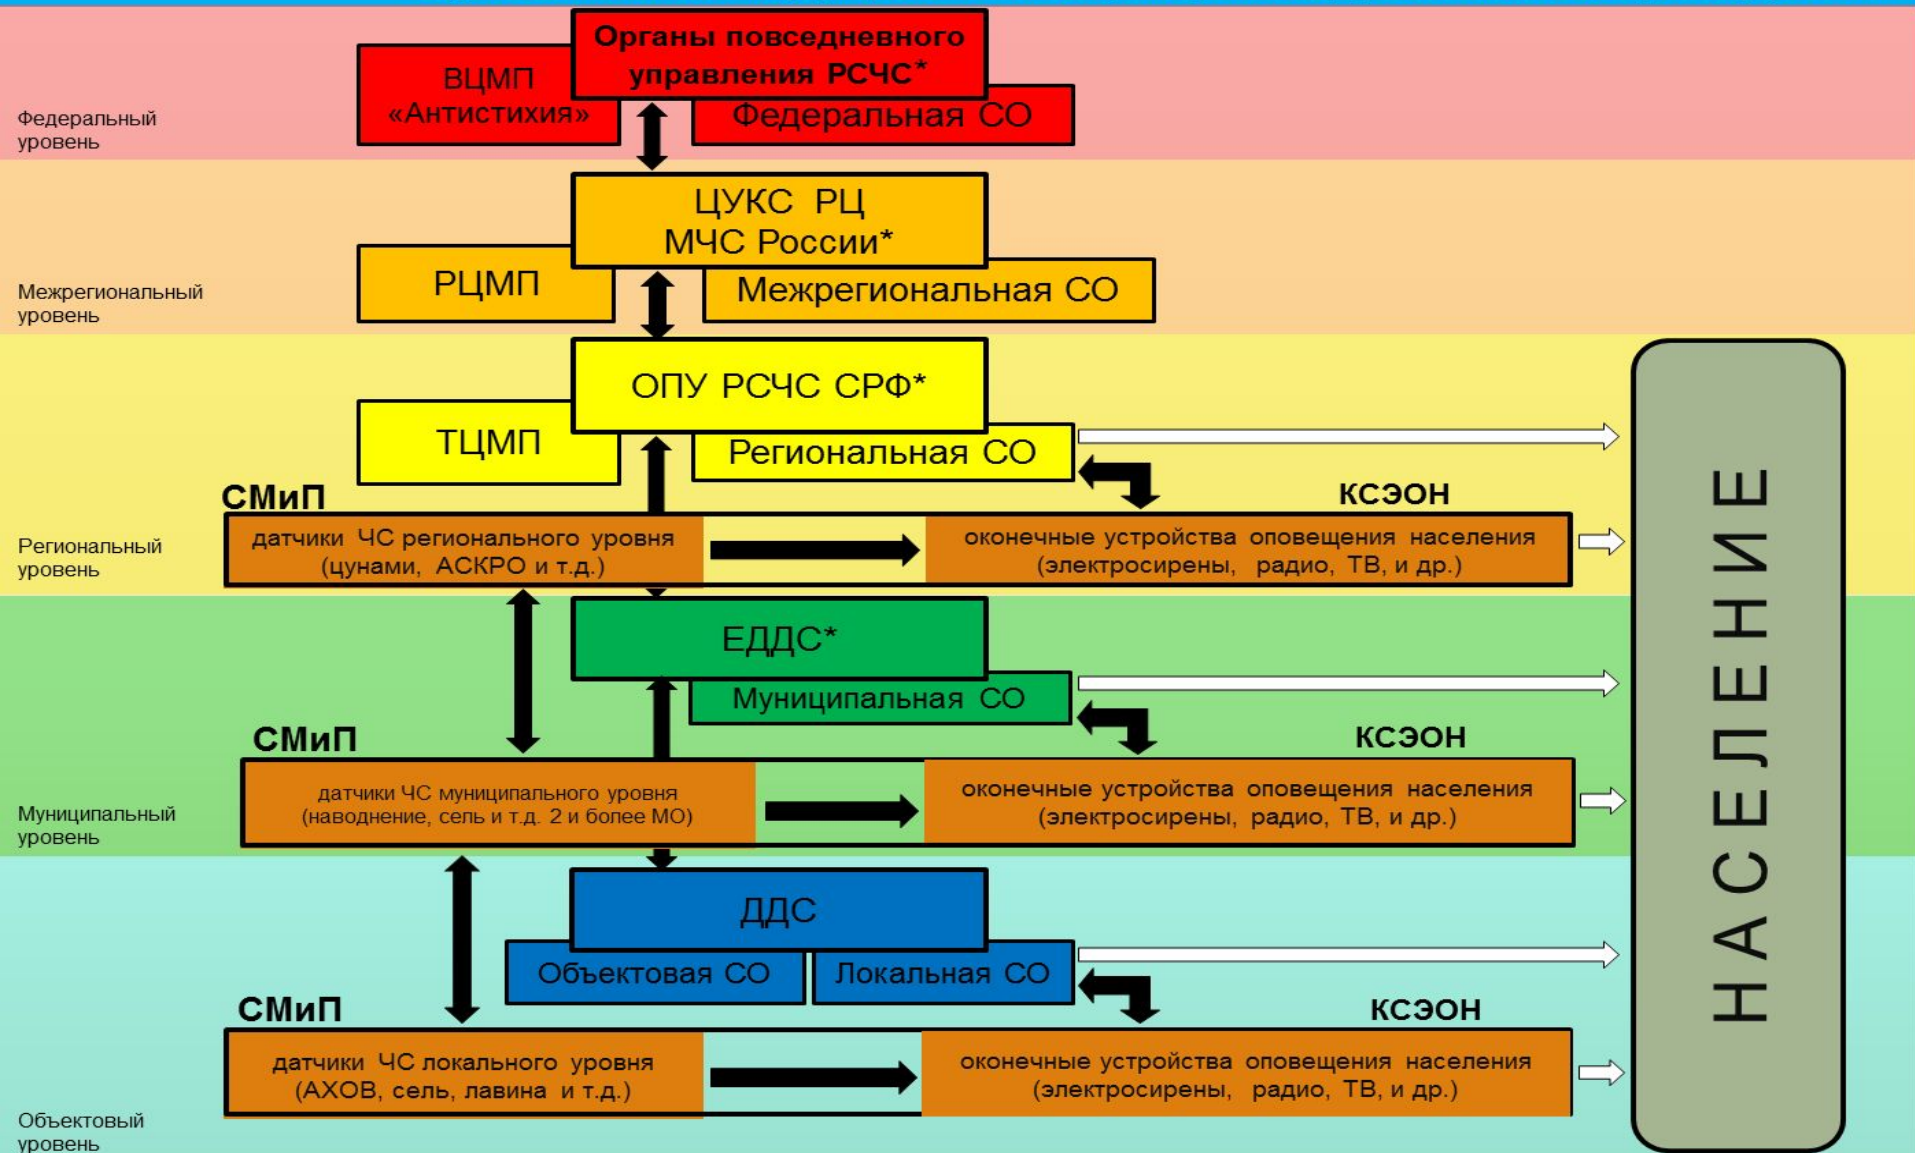 Органы повседневного
управления РСЧС*
ВЦМП
«Антистихия»
Федеральная СО
Федеральный
уровень
ЦУКС РЦ
МЧС России*
РЦМП
Межрегиональная СО
Межрегиональный
уровень
ОПУ РСЧС СРФ*
ТЦМП
Региональная СО
СМиП
КСЭОН
датчики ЧС регионального уровня
(цунами, АСКРО и т.д.)
оконечные устройства оповещения населения
(электросирены, радио, ТВ, и др.)
Региональный
уровень
ЕДДС*
Муниципальная СО
СМиП
КСЭОН
датчики ЧС муниципального уровня
(наводнение, сель и т.д. 2 и более МО)
оконечные устройства оповещения населения
(электросирены, радио, ТВ, и др.)
Муниципальный
уровень
ДДС
Объектовая СО
Локальная СО
СМиП
КСЭОН
датчики ЧС локального уровня
(АХОВ, сель, лавина и т.д.)
оконечные устройства оповещения населения
(электросирены, радио, ТВ, и др.)
Объектовый
уровень
НАСЕЛЕНИЕ